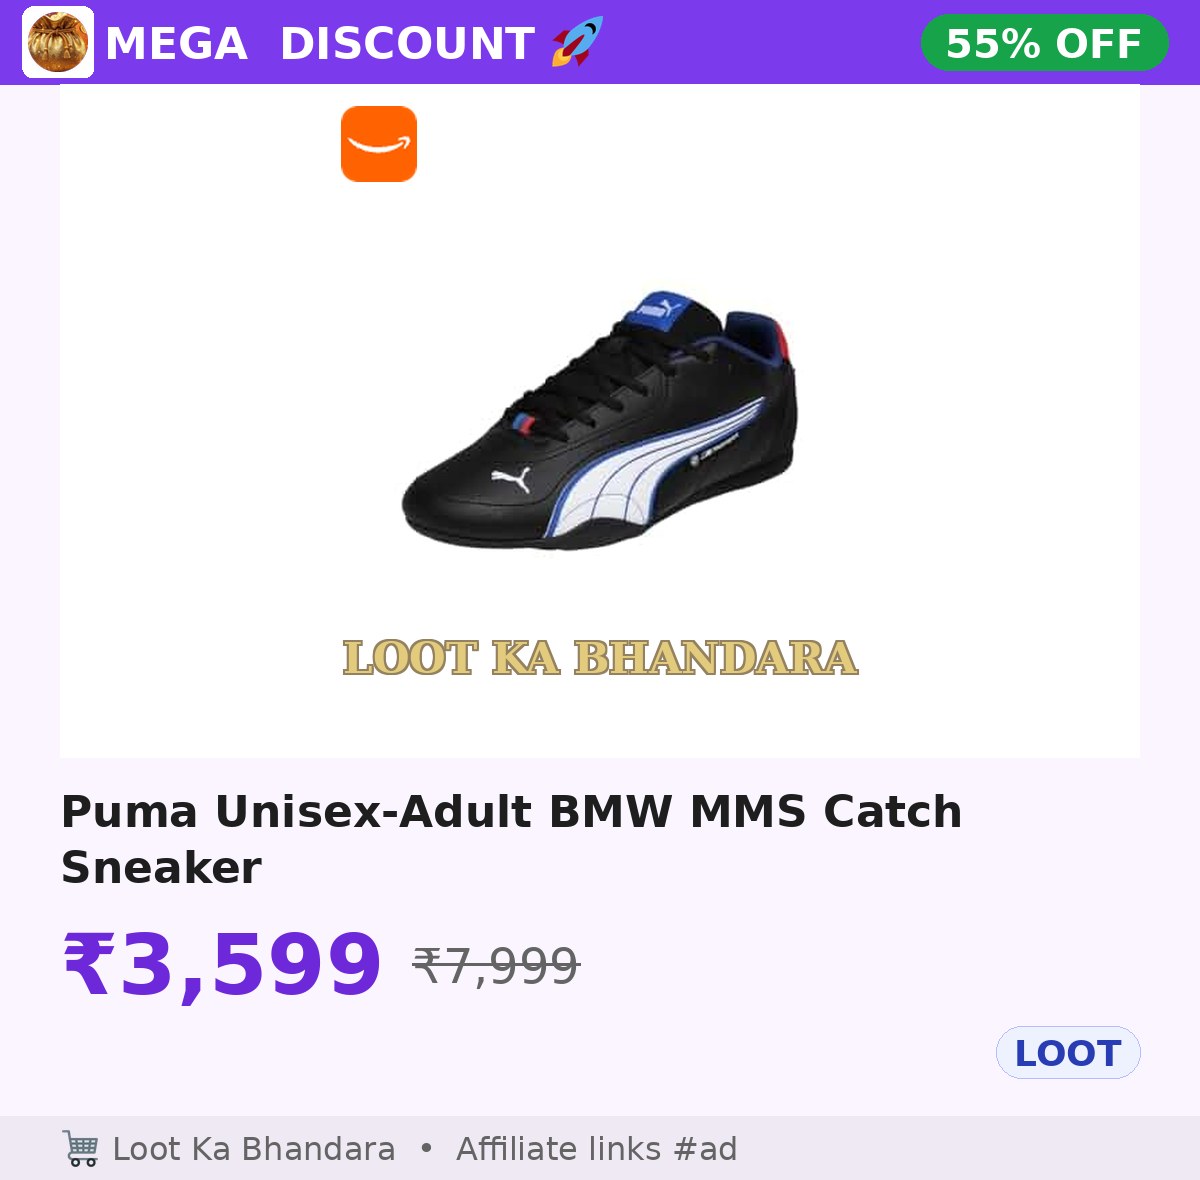 MEGA DISCOUNT 🚀
55% OFF
PUMA
LOOT KA BHANDARA
Puma Unisex-Adult BMW MMS Catch
Sneaker
₹3,599 ₹7,999
LOOT
🛒 Loot Ka Bhandara • Affiliate links #ad